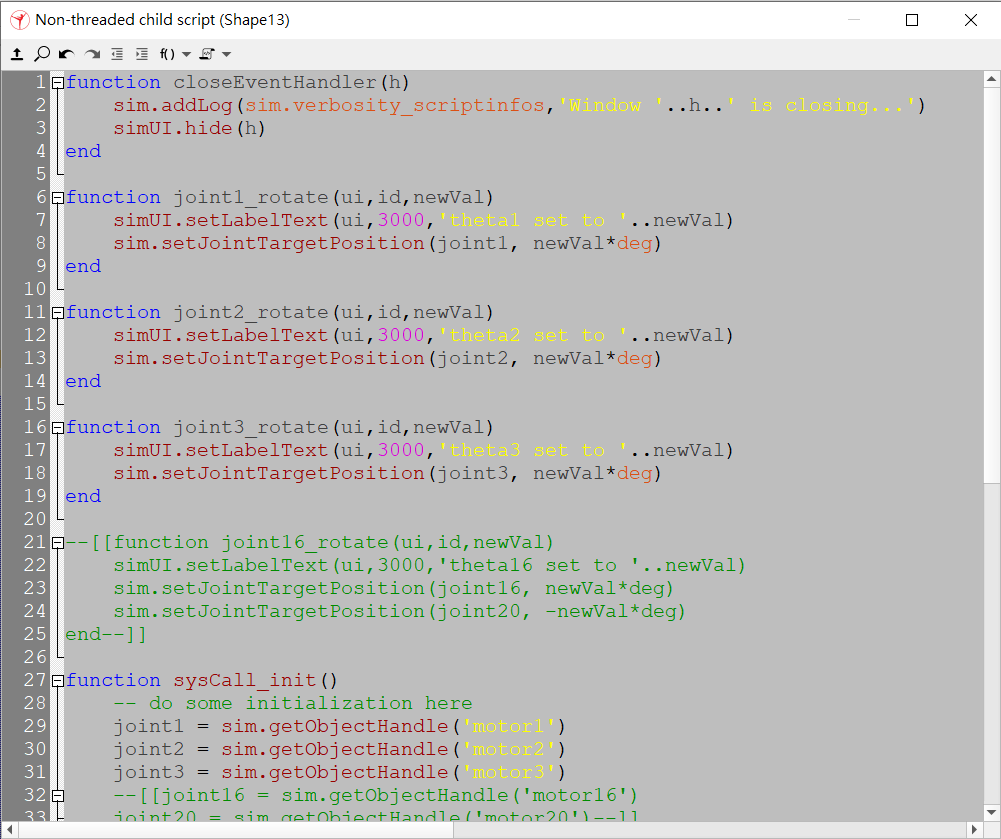 Non-threaded child script (Shape13)
f()
1 function closeEventHandler(h)
2     sim.addLog(sim.verbosity_scriptinfos,'Window '..h..' is closing...')
3     simUI.hide(h)
4 end
5
6 function joint1_rotate(ui,id,newVal)
7     simUI.setLabelText(ui,3000,'theta1 set to '..newVal)
8     sim.setJointTargetPosition(joint1, newVal*deg)
9 end
10
11 function joint2_rotate(ui,id,newVal)
12     simUI.setLabelText(ui,3000,'theta2 set to '..newVal)
13     sim.setJointTargetPosition(joint2, newVal*deg)
14 end
15
16 function joint3_rotate(ui,id,newVal)
17     simUI.setLabelText(ui,3000,'theta3 set to '..newVal)
18     sim.setJointTargetPosition(joint3, newVal*deg)
19 end
20
21 --[[function joint16_rotate(ui,id,newVal)
22     simUI.setLabelText(ui,3000,'theta16 set to '..newVal)
23     sim.setJointTargetPosition(joint16, newVal*deg)
24     sim.setJointTargetPosition(joint20, -newVal*deg)
25 end--]]
26
27 function sysCall_init()
28     -- do some initialization here
29     joint1 = sim.getObjectHandle('motor1')
30     joint2 = sim.getObjectHandle('motor2')
31     joint3 = sim.getObjectHandle('motor3')
32     --[[joint16 = sim.getObjectHandle('motor16')
33     joint20 = sim.getObjectHandle('motor20')--]]